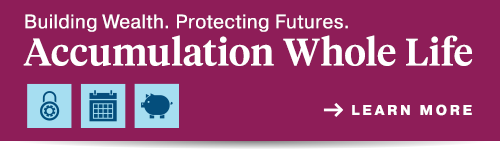 Building Wealth. Protecting Futures.
Accumulation Whole Life
LEARN MORE